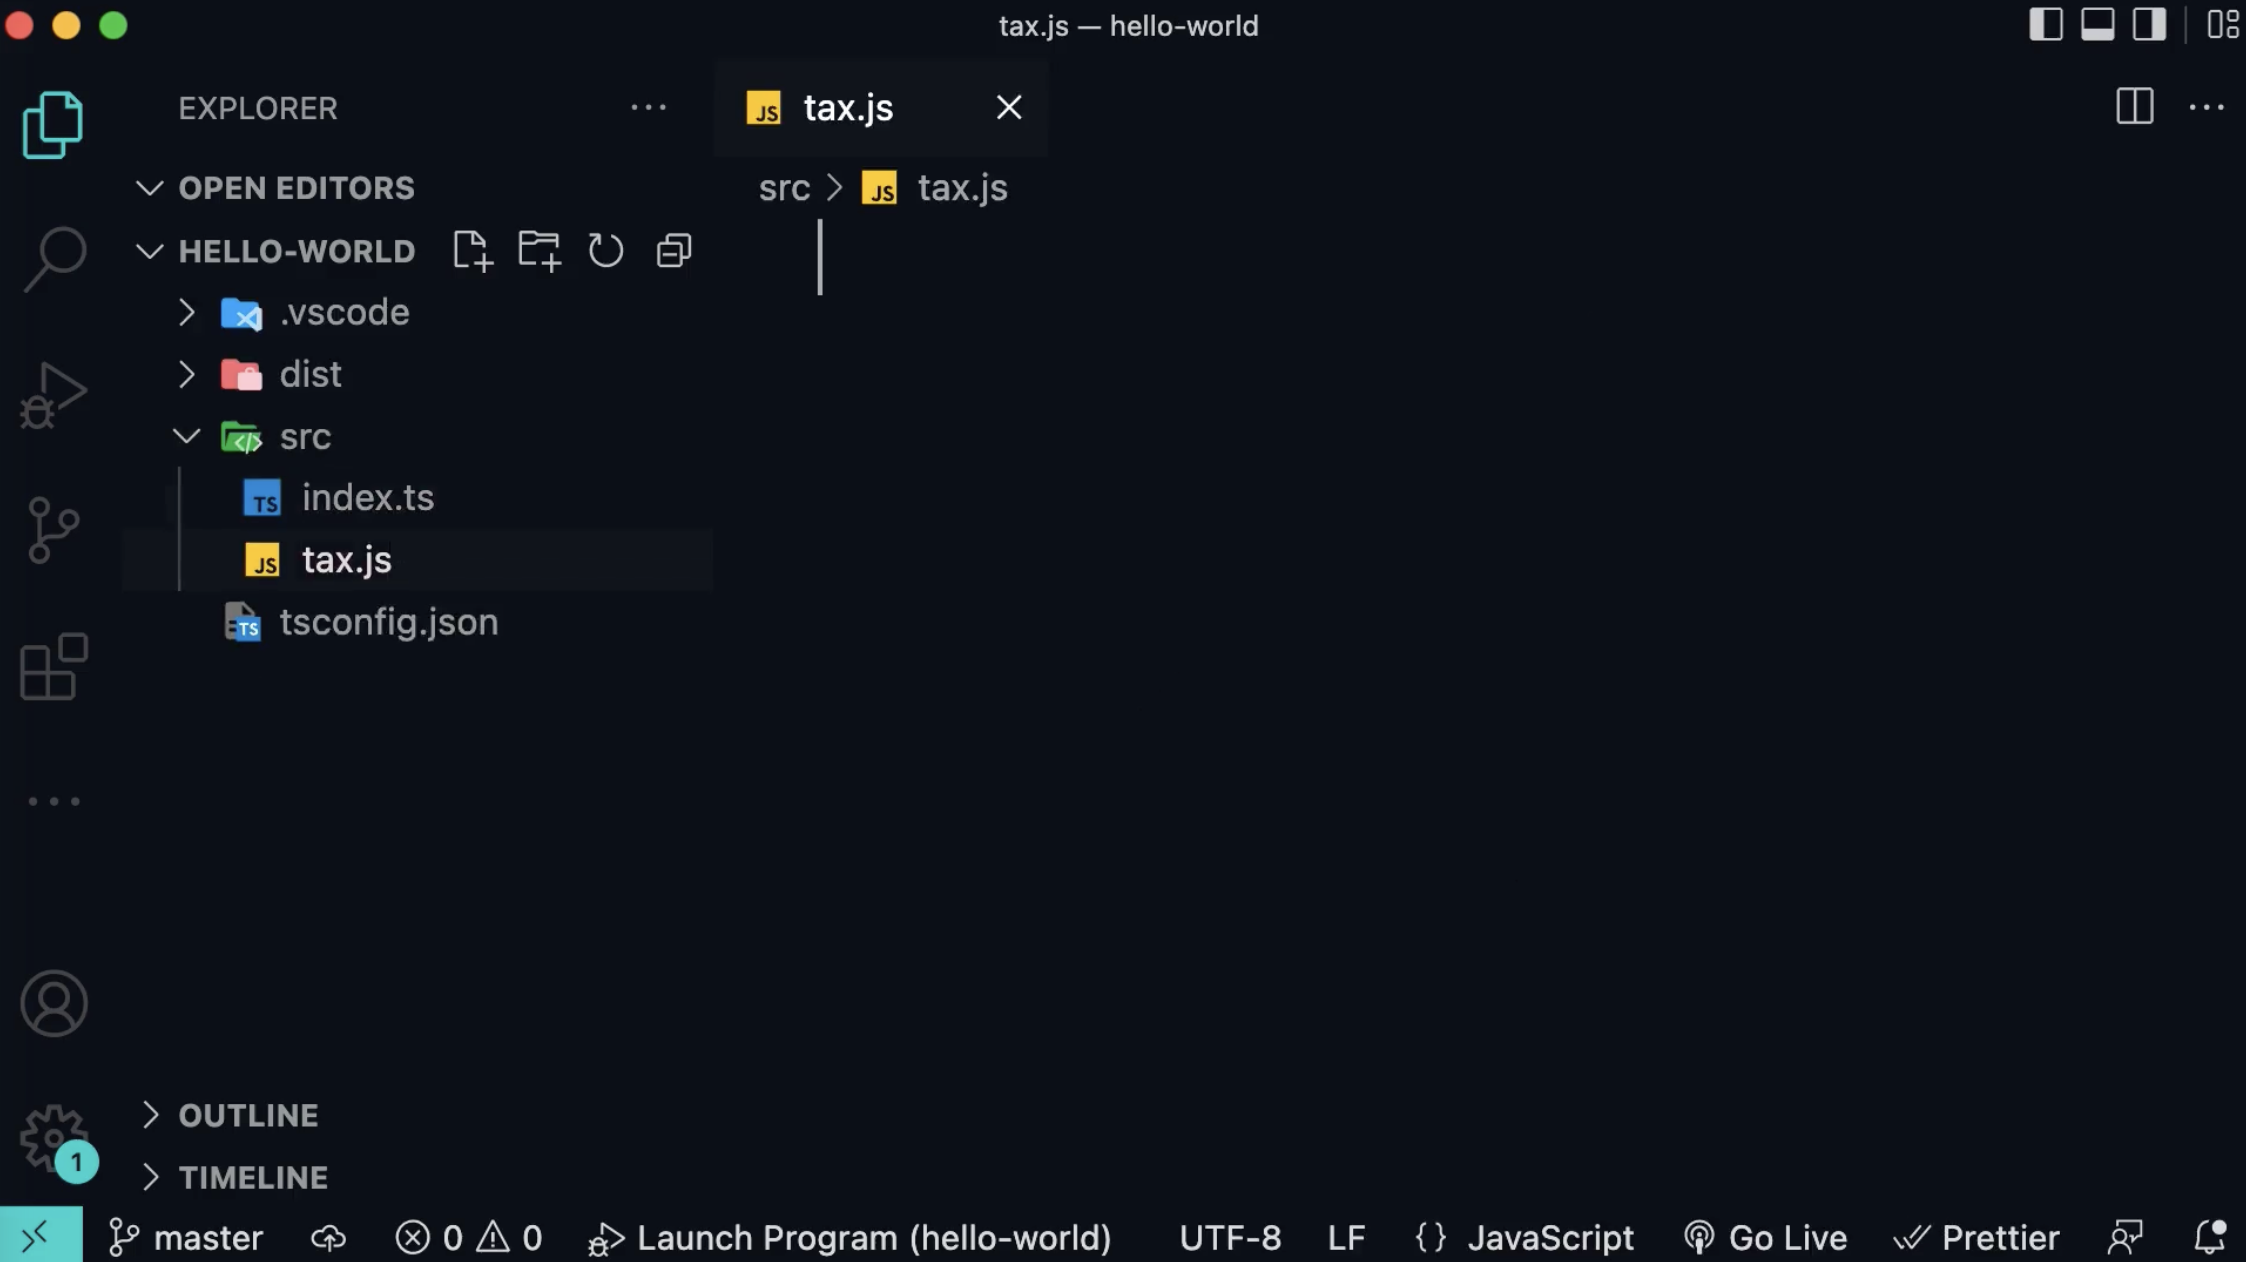 tax.js — hello-world
EXPLORER
JS tax.js
OPEN EDITORS
src > JS tax.js
HELLO-WORLD
.vscode
dist
src
TS index.ts
JS tax.js
TS tsconfig.json
OUTLINE
1
TIMELINE
master 0 0 Launch Program (hello-world) UTF-8 LF {} JavaScript Go Live Prettier